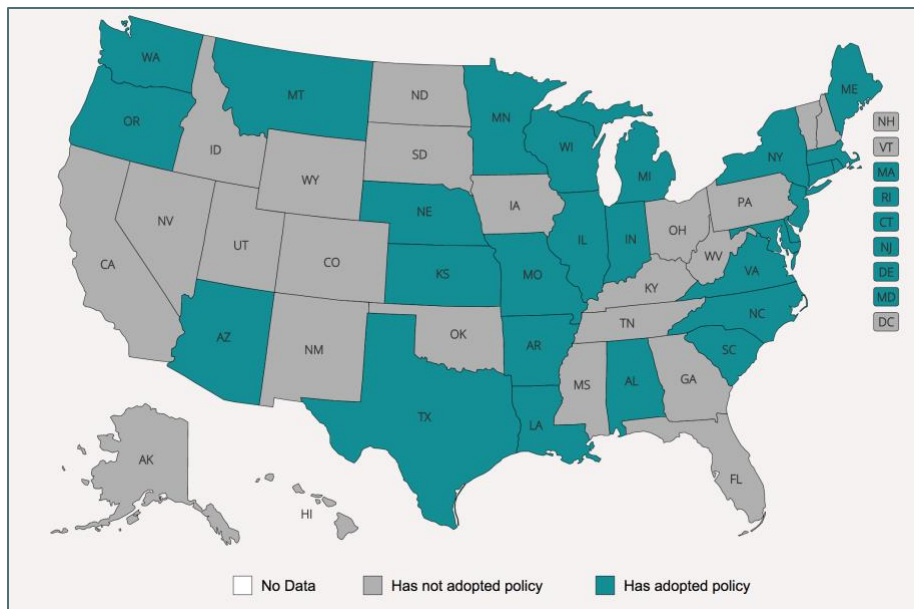 WA
MT
ND
MN
ME
OR
ID
SD
WI
NY
NH
VT
MA
RI
CT
NJ
DE
MD
DC
WY
MI
NV
NE
IA
PA
CA
UT
CO
IL
IN
OH
WV
VA
KS
MO
KY
AZ
NM
OK
AR
TN
NC
SC
TX
LA
MS
AL
GA
FL
AK
HI
No Data Has not adopted policy Has adopted policy